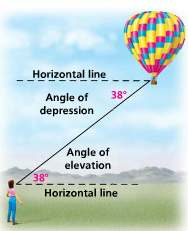 Horizontal line
Angle of
depression
38°
Angle of
elevation
38°
Horizontal line